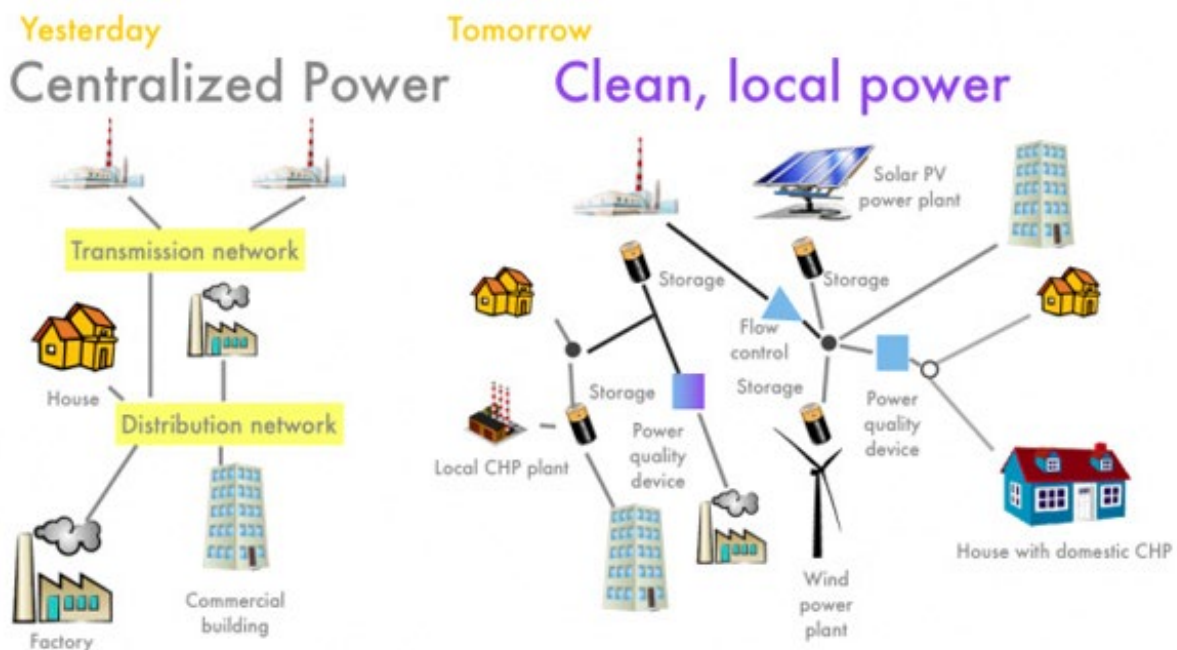 Yesterday
Centralized Power
Transmission network
House
Distribution network
Commercial
building
Factory
Tomorrow
Clean, local power
Solar PV
power plant
Storage
Storage
Flow
control
Storage
Storage
Power
quality
device
Power
quality
device
Local CHP plant
House with domestic CHP
Wind
power
plant